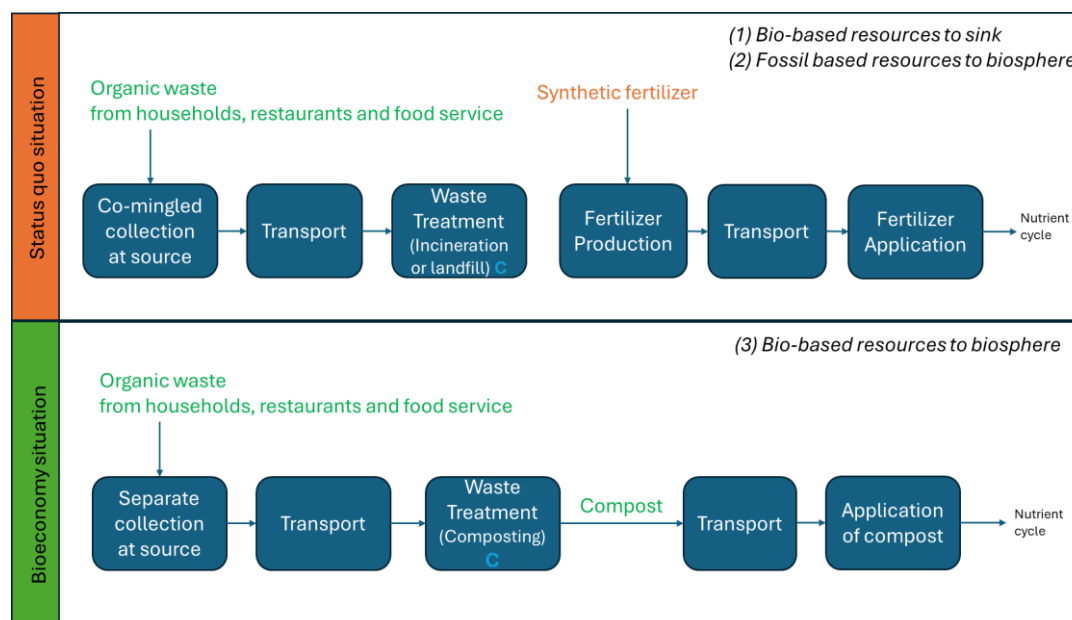 Status quo situation
(1) Bio-based resources to sink
(2) Fossil based resources to biosphere
Organic waste
from households, restaurants and food service
Synthetic fertilizer
Co-mingled
collection
at source
Transport
Waste
Treatment
(Incineration
or landfill) C
Fertilizer
Production
Transport
Fertilizer
Application
Nutrient
cycle
Bioeconomy situation
(3) Bio-based resources to biosphere
Organic waste
from households, restaurants and food service
Separate
collection
at source
Transport
Waste
Treatment
(Composting)
C
Compost
Transport
Application
of compost
Nutrient
cycle